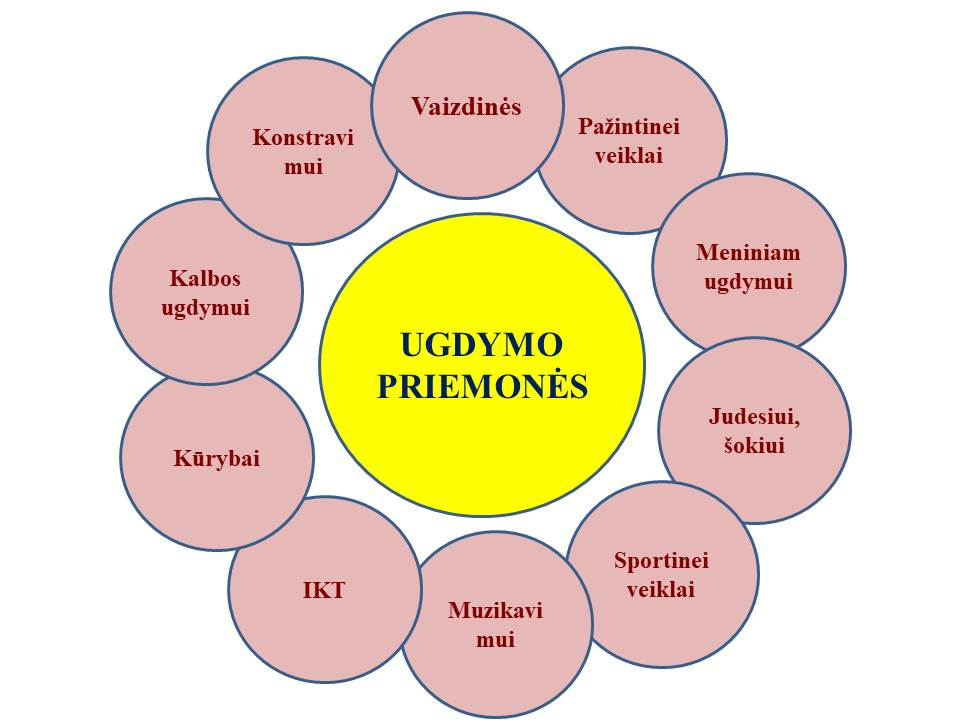 Vaizdinės
Pažintinei
veiklai
Meniniam
ugdymui
Judesiui,
šokiui
Sportinei
veiklai
Muzikavi
mui
IKT
Kūrybai
Kalbos
ugdymui
Konstravi
mui
UGDYMO
PRIEMONĖS